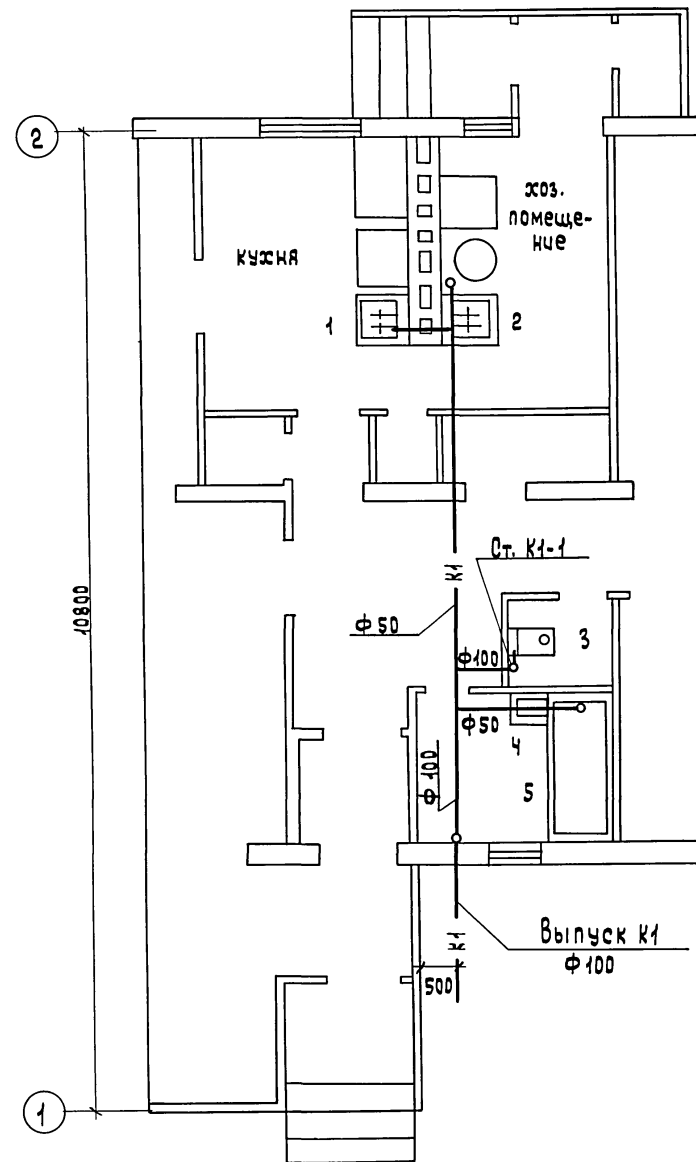 2
хоз.
помеще-
ние
кухня
1
2
10800
Ст. К1-1
К1
ф50
ф100
3
ф50
4
ф100
5
Выпуск К1
ф100
К1
500
1